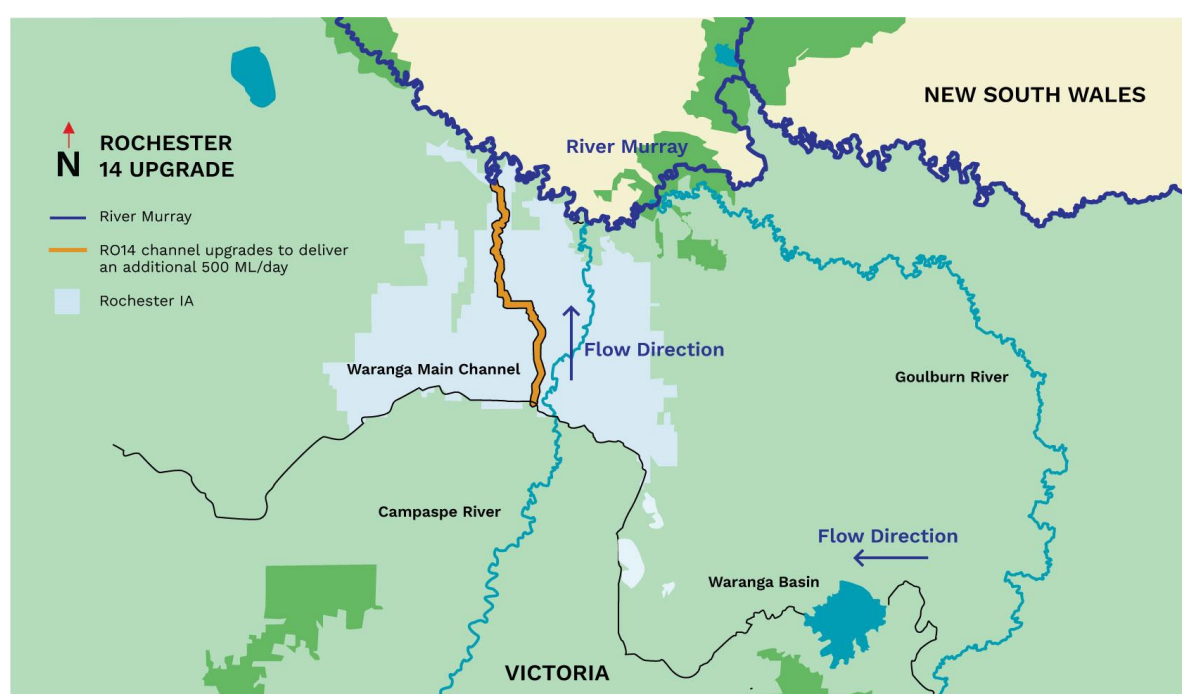 NEW SOUTH WALES
N
ROCHESTER
14 UPGRADE
River Murray
River Murray
RO14 channel upgrades to deliver
an additional 500 ML/day
Rochester IA
Flow Direction
Waranga Main Channel
Goulburn River
Campaspe River
Flow Direction
Waranga Basin
VICTORIA